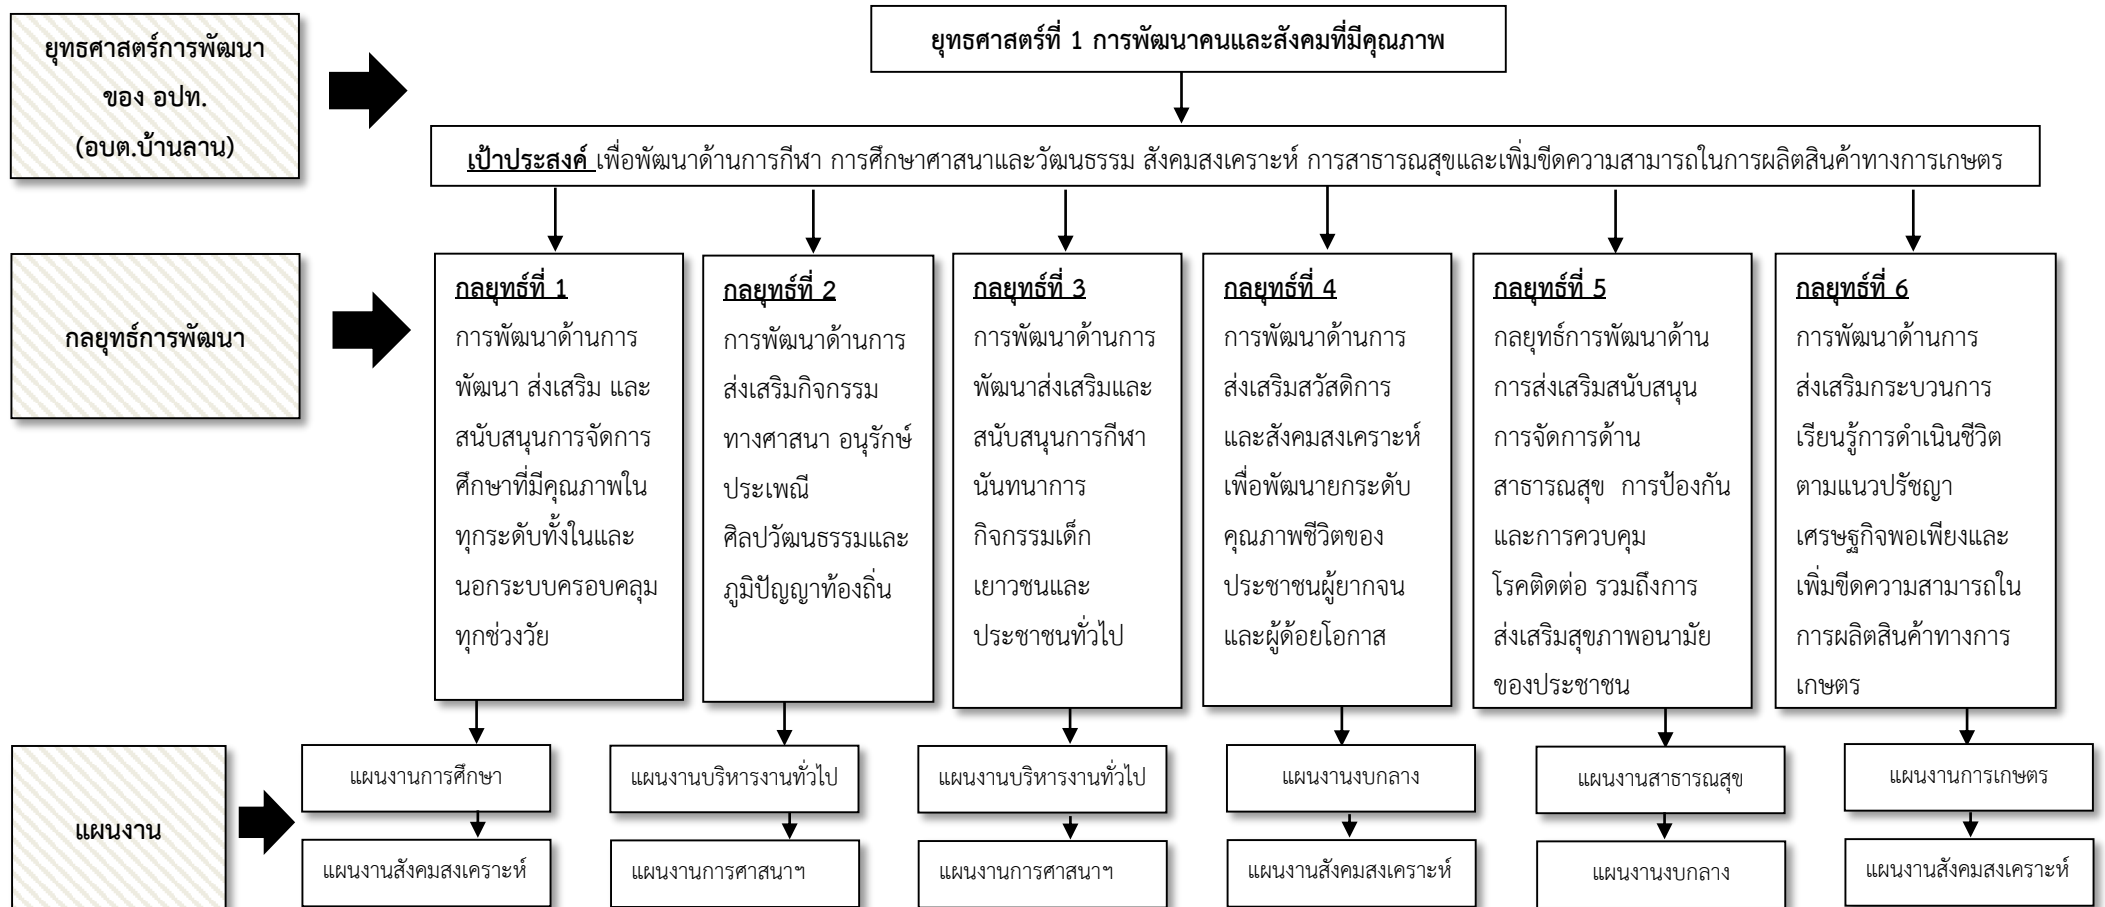 ยุทธศาสตร์การพัฒนา
ของ อปท.
(อบต.บ้านลาน)
ยุทธศาสตร์ที่ 1 การพัฒนาคนและสังคมที่มีคุณภาพ
เป้าประสงค์ เพื่อพัฒนาด้านการกีฬา การศึกษาศาสนาและวัฒนธรรม สังคมสงเคราะห์ การสาธารณสุขและเพิ่มขีดความสามารถในการผลิตสินค้าทางการเกษตร
กลยุทธ์การพัฒนา
กลยุทธ์ที่ 1
การพัฒนาด้านการ
พัฒนา ส่งเสริม และ
สนับสนุนการจัดการ
ศึกษาที่มีคุณภาพใน
ทุกระดับทั้งในและ
นอกระบบครอบคลุม
ทุกช่วงวัย
กลยุทธ์ที่ 2
การพัฒนาด้านการ
ส่งเสริมกิจกรรม
ทางศาสนา อนุรักษ์
ประเพณี
ศิลปวัฒนธรรมและ
ภูมิปัญญาท้องถิ่น
กลยุทธ์ที่ 3
การพัฒนาด้านการ
พัฒนาส่งเสริมและ
สนับสนุนการกีฬา
นันทนาการ
กิจกรรมเด็ก
เยาวชนและ
ประชาชนทั่วไป
กลยุทธ์ที่ 4
การพัฒนาด้านการ
ส่งเสริมสวัสดิการ
และสังคมสงเคราะห์
เพื่อพัฒนายกระดับ
คุณภาพชีวิตของ
ประชาชนผู้ยากจน
และผู้ด้อยโอกาส
กลยุทธ์ที่ 5
กลยุทธ์การพัฒนาด้าน
การส่งเสริมสนับสนุน
การจัดการด้าน
สาธารณสุข การป้องกัน
และการควบคุม
โรคติดต่อ รวมถึงการ
ส่งเสริมสุขภาพอนามัย
ของประชาชน
กลยุทธ์ที่ 6
การพัฒนาด้านการ
ส่งเสริมกระบวนการ
เรียนรู้การดำเนินชีวิต
ตามแนวปรัชญา
เศรษฐกิจพอเพียงและ
เพิ่มขีดความสามารถใน
การผลิตสินค้าทางการ
เกษตร
แผนงาน
แผนงานการศึกษา
แผนงานบริหารงานทั่วไป
แผนงานบริหารงานทั่วไป
แผนงานงบกลาง
แผนงานสาธารณสุข
แผนงานการเกษตร
แผนงานสังคมสงเคราะห์
แผนงานการศาสนาฯ
แผนงานการศาสนาฯ
แผนงานสังคมสงเคราะห์
แผนงานงบกลาง
แผนงานสังคมสงเคราะห์